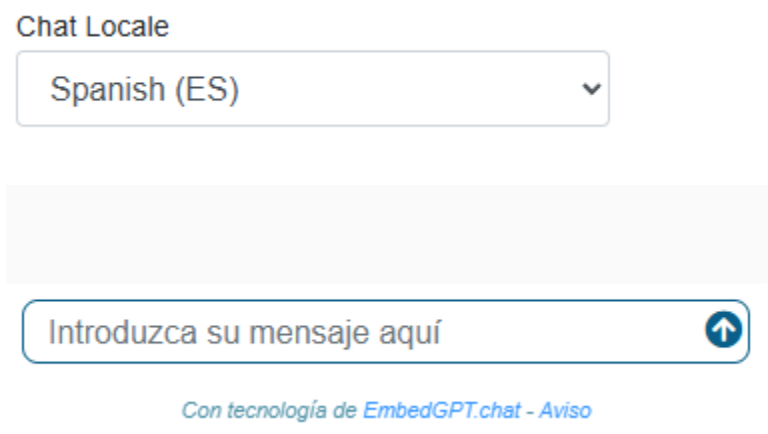 Chat Locale
Spanish (ES)
Introduzca su mensaje aquí
Con tecnología de EmbedGPT.chat - Aviso